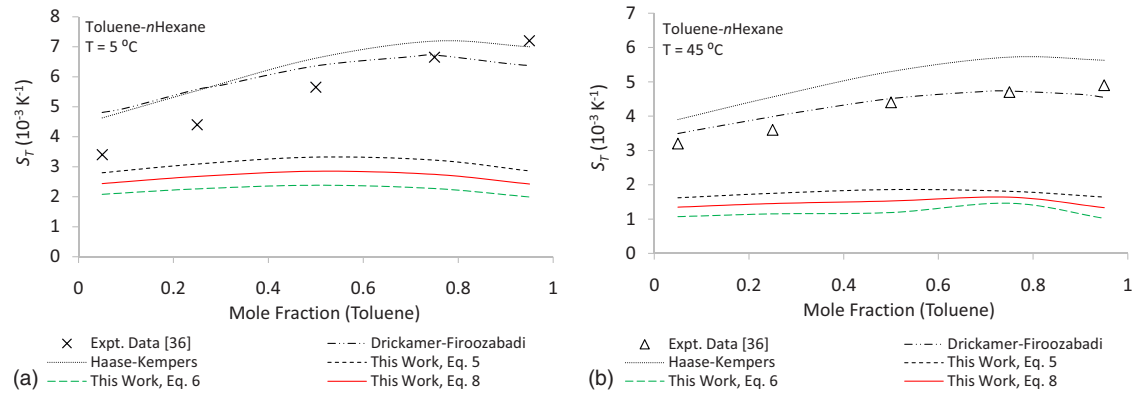 8
7
6
5
4
3
2
1
0
S_T (10⁻³ K⁻¹)
Toluene-nHexane
T = 5 ⁰C
0 0.2 0.4 0.6 0.8 1
Mole Fraction (Toluene)
Expt. Data [36] Drickamer-Firoozabadi
Haase-Kempers This Work, Eq. 5
This Work, Eq. 6 This Work, Eq. 8
(a)
7
6
5
4
3
2
1
0
S_T (10⁻³ K⁻¹)
Toluene-nHexane
T = 45 ⁰C
0 0.2 0.4 0.6 0.8 1
Mole Fraction (Toluene)
Expt. Data [36] Drickamer-Firoozabadi
Haase-Kempers This Work, Eq. 5
This Work, Eq. 6 This Work, Eq. 8
(b)